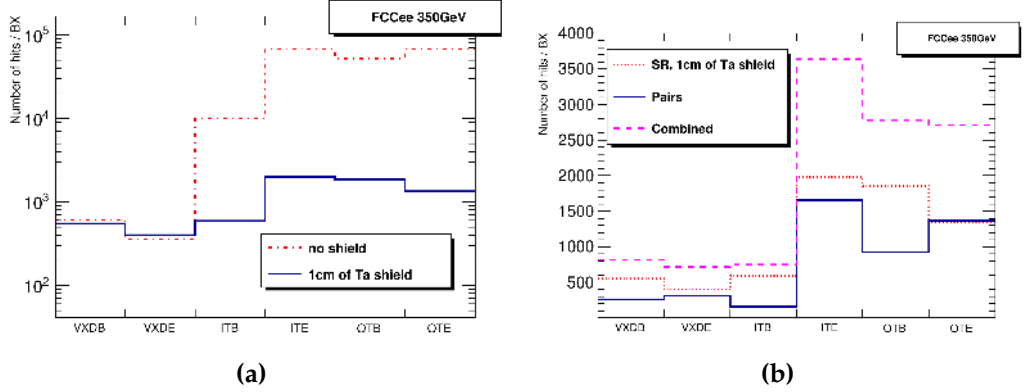 FCCee 350GeV
Number of hits / BX
10^5
10^4
10^3
10^2
no shield
1cm of Ta shield
VXDB VXDE ITB ITE OTB OTE
(a)
FCCee 350GeV
Number of hits / BX
4000
3500
3000
2500
2000
1500
1000
500
SR, 1cm of Ta shield
Pairs
Combined
VXDB VXDE ITB ITE OTB OTE
(b)